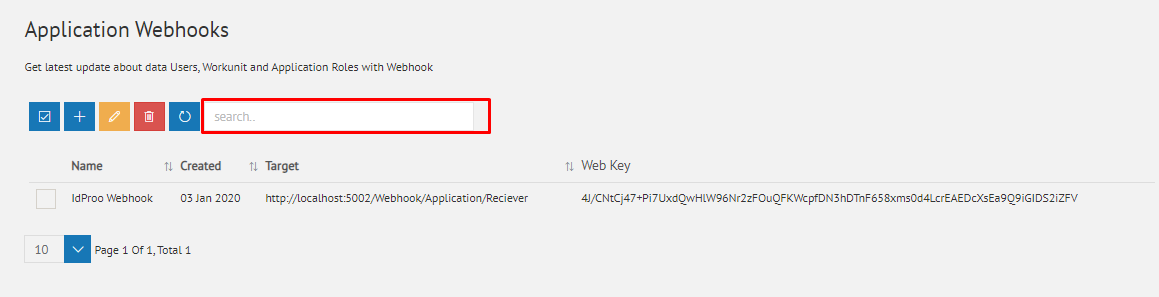 Application Webhooks
Get latest update about data Users, Workunit and Application Roles with Webhook
search..
Name Created Target Web Key
IdProo Webhook 03 Jan 2020 http://localhost:5002/Webhook/Application/Reciever 4J/CNtCj47+Pi7UxdQwHlW96Nr2zFOuQFKWcpfDN3hDTnF658xms0d4LcrEAEDcXsEa9Q9iGIDS2iZFV
10 Page 1 Of 1, Total 1